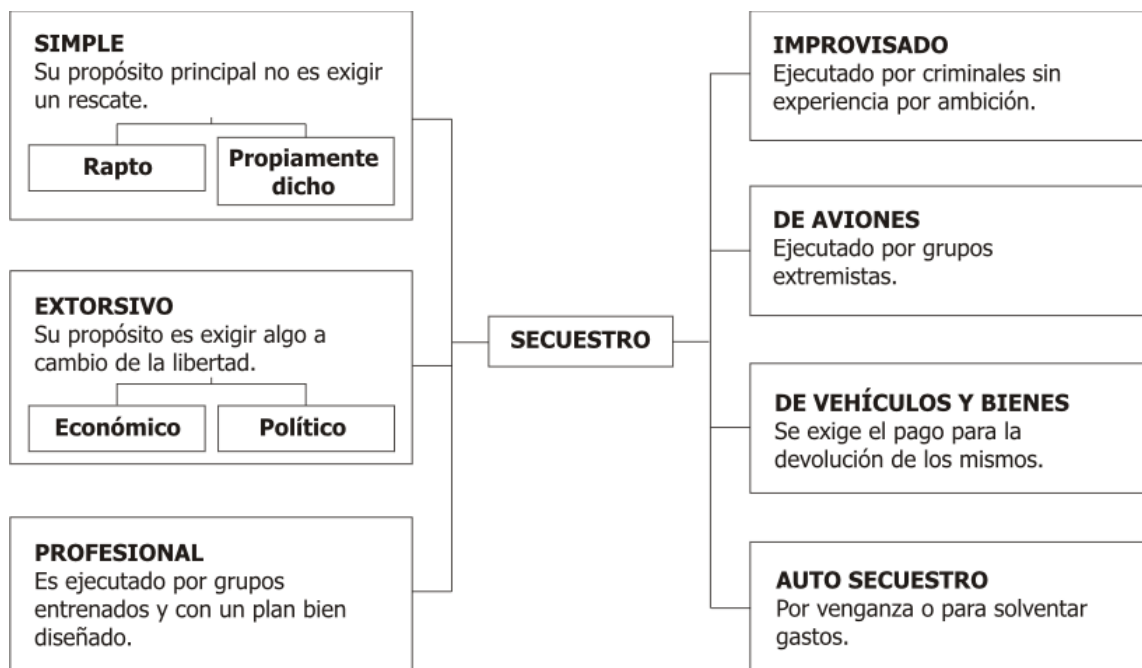 SIMPLE
Su propósito principal no es exigir
un rescate.
Rapto
Propiamente
dicho
EXTORSIVO
Su propósito es exigir algo a
cambio de la libertad.
Económico
Político
PROFESIONAL
Es ejecutado por grupos
entrenados y con un plan bien
diseñado.
SECUESTRO
IMPROVISADO
Ejecutado por criminales sin
experiencia por ambición.
DE AVIONES
Ejecutado por grupos
extremistas.
DE VEHÍCULOS Y BIENES
Se exige el pago para la
devolución de los mismos.
AUTO SECUESTRO
Por venganza o para solventar
gastos.